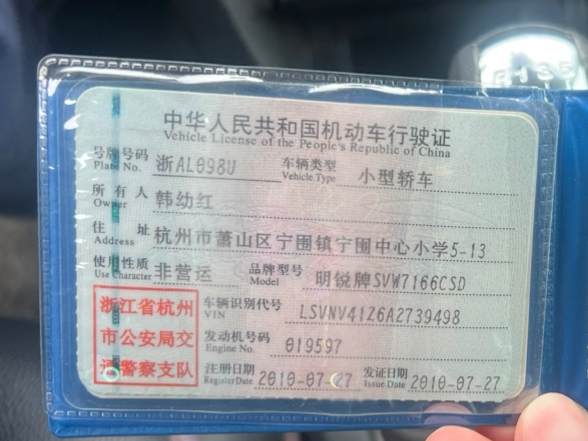 中华人民共和国机动车行驶证
Vehicle License of the People's Republic of China
号牌号码 浙AL098U 车辆类型 小型轿车
Plate No. Vehicle Type
所有人 韩幼红
Owner
住址 杭州市萧山区宁围镇宁围中心小学5-13
Address
使用性质 非营运 品牌型号 明锐牌SVW7166CSD
Use Character Model
浙江省杭州
市公安局交
通警察支队
车辆识别代号 LSVNV41Z6A2739498
VIN
发动机号码 019597
Engine No.
注册日期 2010-07-27 发证日期 2010-07-27
Register Date Issue Date